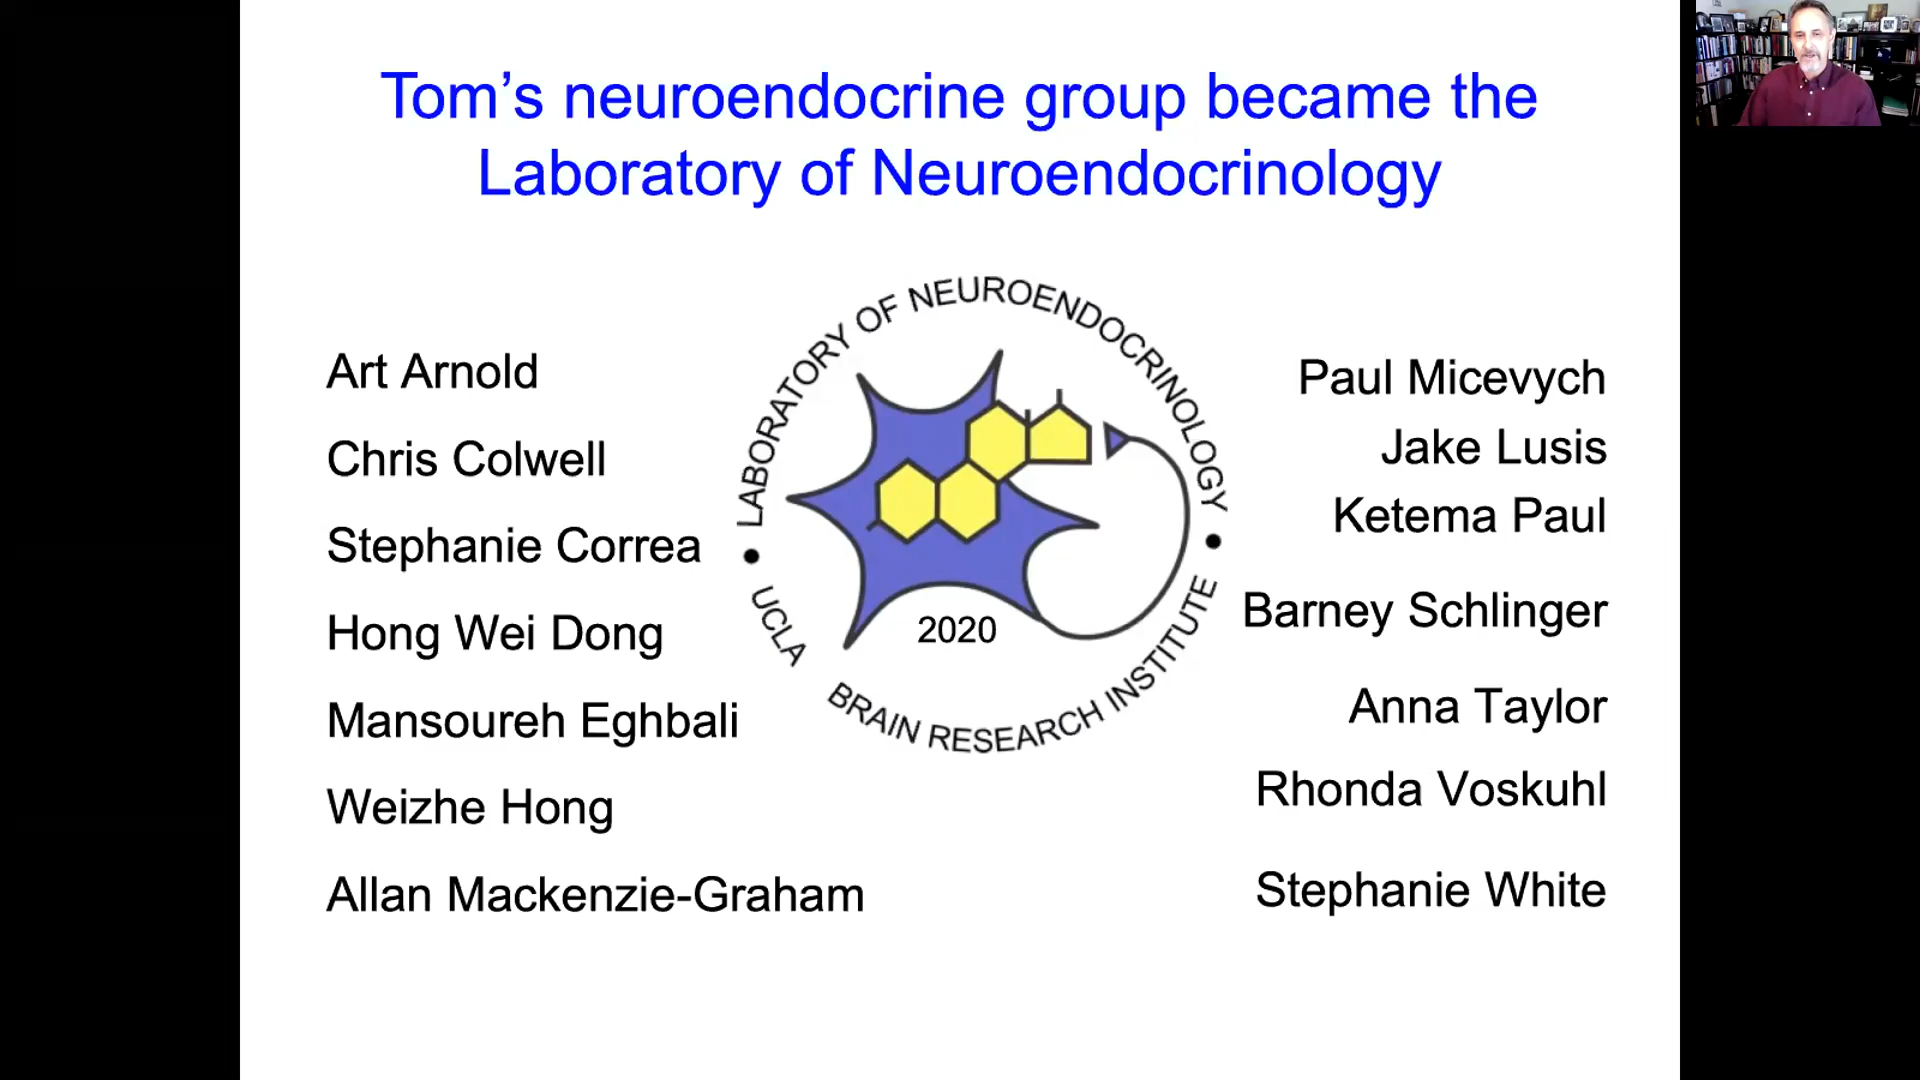 Tom’s neuroendocrine group became the
Laboratory of Neuroendocrinology
LABORATORY OF NEUROENDOCRINOLOGY
• UCLA BRAIN RESEARCH INSTITUTE •
2020
Art Arnold
Chris Colwell
Stephanie Correa
Hong Wei Dong
Mansoureh Eghbali
Weizhe Hong
Allan Mackenzie-Graham
Paul Micevych
Jake Lusis
Ketema Paul
Barney Schlinger
Anna Taylor
Rhonda Voskuhl
Stephanie White